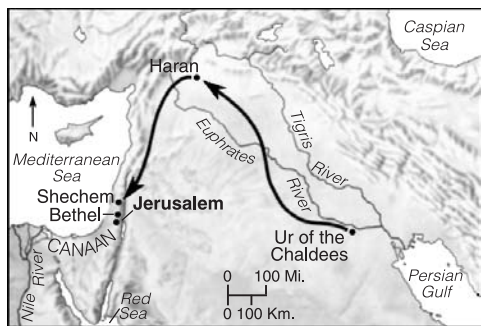 Caspian
Sea
Haran
N
Mediterranean
Sea
Euphrates
River
Tigris
River
Shechem
Bethel
Jerusalem
CANAAN
Ur of the
Chaldees
Nile River
Red
Sea
0 100 Mi.
0 100 Km.
Persian
Gulf